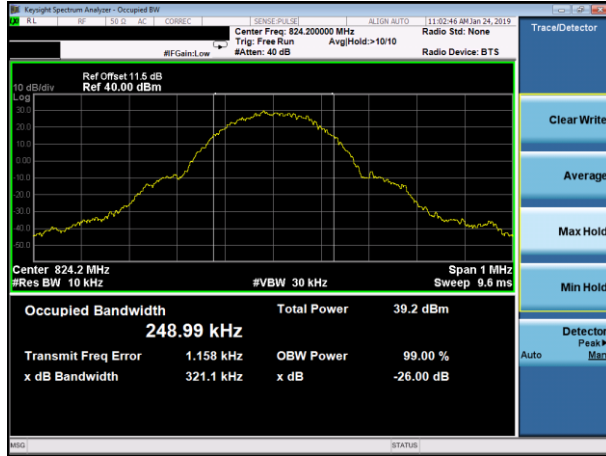 Keysight Spectrum Analyzer - Occupied BW
RL RF 50 Ω AC CORREC SENSE:PULSE ALIGN AUTO 11:02:46 AM Jan 24, 2019
Center Freq: 824.200000 MHz Radio Std: None
Trig: Free Run Avg|Hold:>10/10
#IFGain:Low #Atten: 40 dB Radio Device: BTS
Trace/Detector
Ref Offset 11.5 dB
10 dB/div Ref 40.00 dBm
Log
30.0
20.0
10.0
0.00
-10.0
-20.0
-30.0
-40.0
-50.0
Center 824.2 MHz Span 1 MHz
#Res BW 10 kHz #VBW 30 kHz Sweep 9.6 ms
Occupied Bandwidth Total Power 39.2 dBm
248.99 kHz
Transmit Freq Error 1.158 kHz OBW Power 99.00 %
x dB Bandwidth 321.1 kHz x dB -26.00 dB
Clear Write
Average
Max Hold
Min Hold
Detector
Peak▶
Auto Man
MSG STATUS